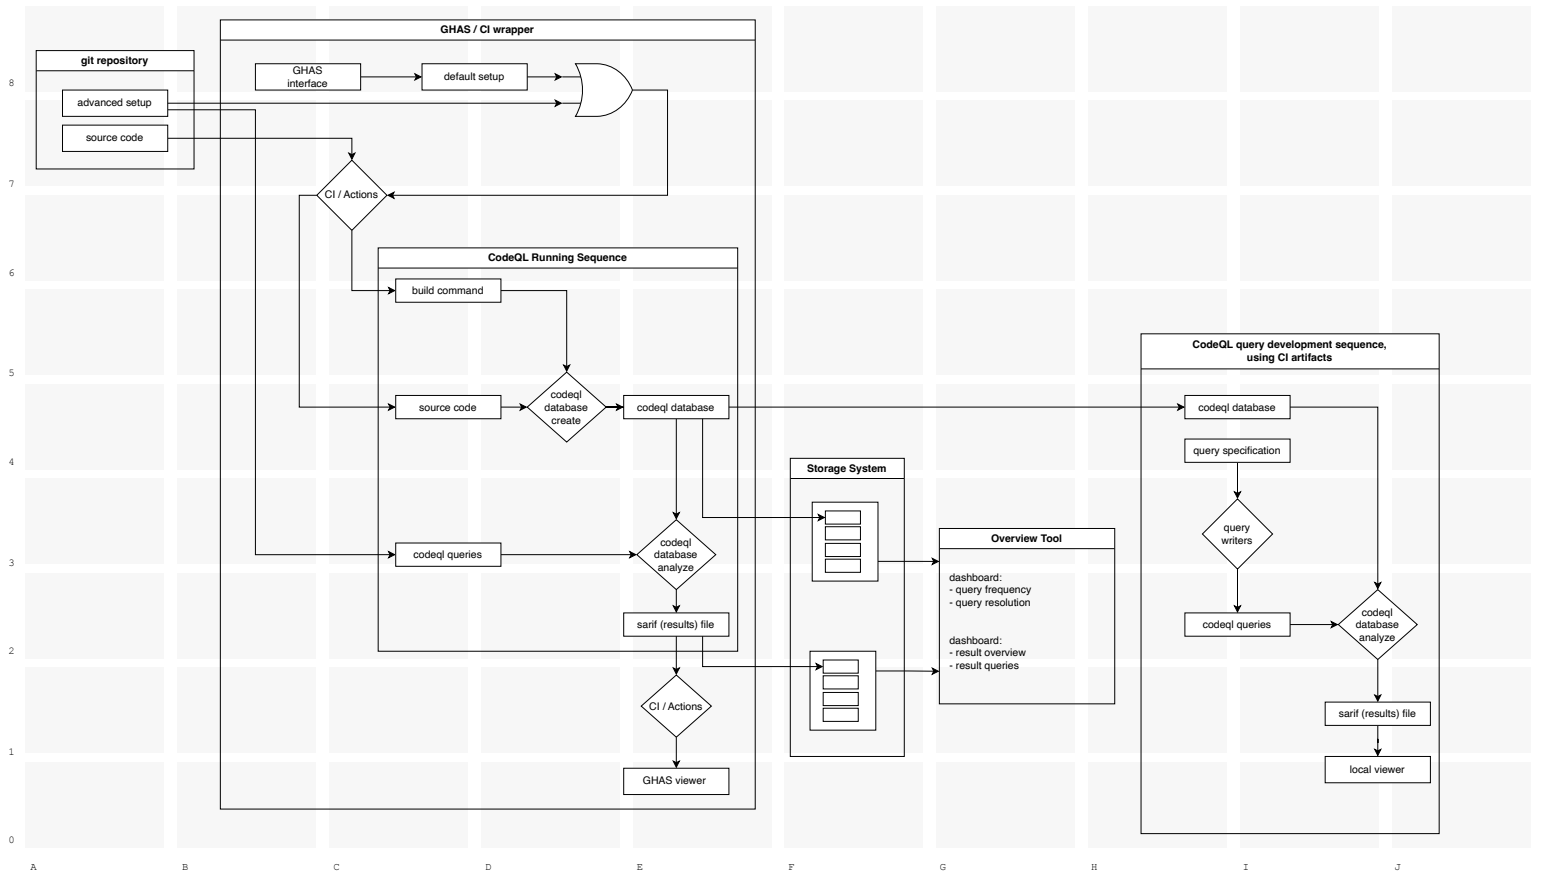 GHAS / CI wrapper
git repository
GHAS
interface
default setup
advanced setup
source code
CI / Actions
CodeQL Running Sequence
build command
source code
codeql
database
create
codeql database
codeql queries
codeql
database
analyze
sarif (results) file
CI / Actions
GHAS viewer
Storage System
Overview Tool
dashboard:
- query frequency
- query resolution
dashboard:
- result overview
- result queries
CodeQL query development sequence,
using CI artifacts
codeql database
query specification
query
writers
codeql queries
codeql
database
analyze
sarif (results) file
local viewer
8
7
6
5
4
3
2
1
0
A B C D E F G H I J